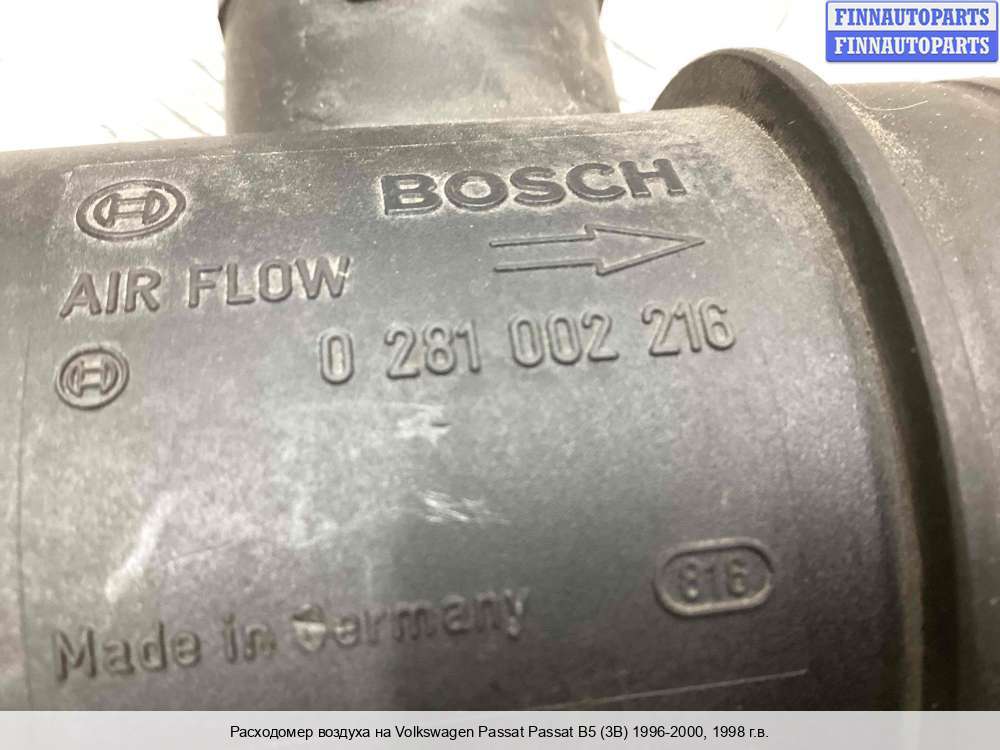 FINNAUTOPARTS
FINNAUTOPARTS
BOSCH
AIR FLOW
0 281 002 216
Made in Germany
816
Расходомер воздуха на Volkswagen Passat Passat B5 (3B) 1996-2000, 1998 г.в.